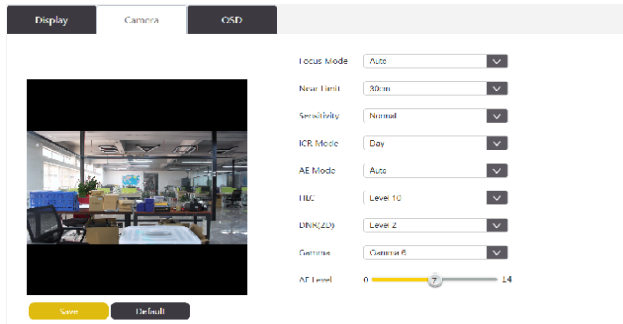 Display Camera OSD
Focus Mode Auto
Near Limit 30cm
Sensitivity Normal
ICR Mode Day
AE Mode Auto
HLC Level 10
DNR(2D) Level 2
Gamma Gamma 6
AE Level 0 7 14
Save Default